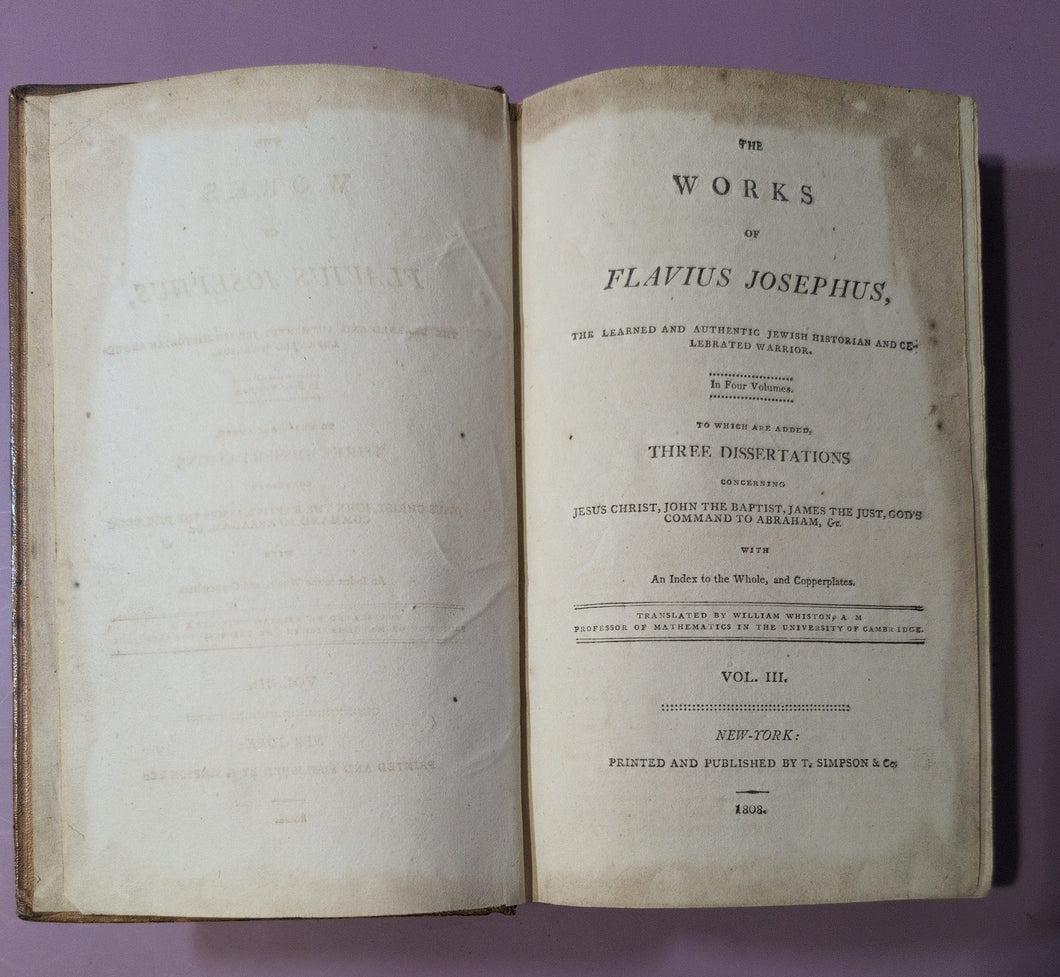 THE
WORKS
OF
FLAVIUS JOSEPHUS,
THE LEARNED AND AUTHENTIC JEWISH HISTORIAN AND CE-
LEBRATED WARRIOR.
In Four Volumes.
TO WHICH ARE ADDED,
THREE DISSERTATIONS
CONCERNING
JESUS CHRIST, JOHN THE BAPTIST, JAMES THE JUST, GOD'S
COMMAND TO ABRAHAM, &c.
WITH
An Index to the Whole, and Copperplates.
TRANSLATED BY WILLIAM WHISTON, A M
PROFESSOR OF MATHEMATICS IN THE UNIVERSITY OF CAMBRIDGE.
VOL. III.
NEW-YORK:
PRINTED AND PUBLISHED BY T. SIMPSON & Co.
1808.